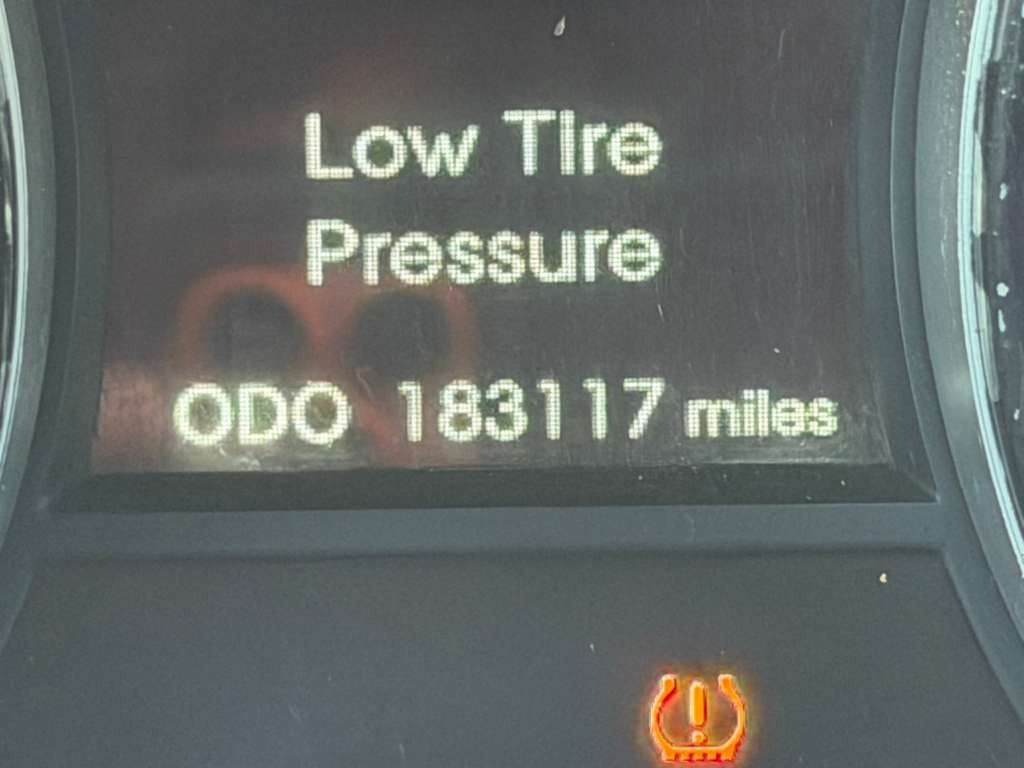 Low Tire
Pressure
ODO 183117 miles